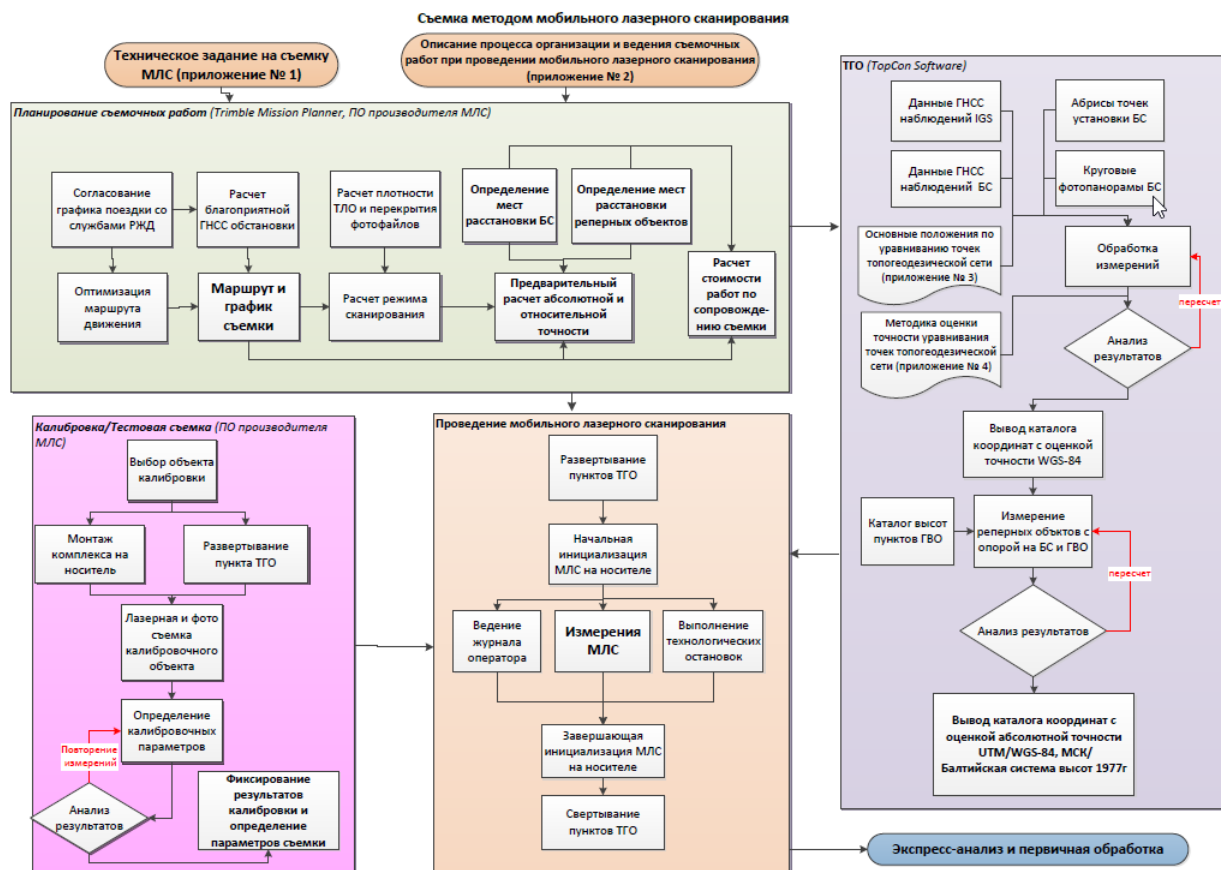 Съемка методом мобильного лазерного сканирования
Техническое задание на съемку
МЛС (приложение № 1)
Описание процесса организации и ведения съемочных
работ при проведении мобильного лазерного сканирования
(приложение № 2)
Планирование съемочных работ (Trimble Mission Planner, ПО производителя МЛС)
Согласование
графика поездки со
службами РЖД
Расчет
благоприятной
ГНСС обстановки
Расчет плотности
ТЛО и перекрытия
фотофайлов
Определение
мест
расстановки БС
Определение мест
расстановки
реперных объектов
Оптимизация
маршрута
движения
Маршрут и
график
съемки
Расчет режима
сканирования
Предварительный
расчет абсолютной и
относительной
точности
Расчет
стоимости
работ по
сопровожде-
нию съемки
ТГО (TopCon Software)
Данные ГНСС
наблюдений IGS
Абрисы точек
установки БС
Данные ГНСС
наблюдений БС
Круговые
фотопанорамы БС
Основные положения по
уравниванию точек
топогеодезической сети
(приложение № 3)
Обработка
измерений
пересчет
Методика оценки
точности уравнивания
точек топогеодезической
сети (приложение № 4)
Анализ
результатов
Вывод каталога
координат с оценкой
точности WGS-84
Каталог высот
пунктов ГВО
Измерение
реперных объктов с
опорой на БС и ГВО
пересчет
Анализ результатов
Вывод каталога координат с
оценкой абсолютной точности
UTM/WGS-84, МСК/
Балтийская система высот 1977г
Калибровка/Тестовая съемка (ПО производителя
МЛС)
Выбор объекта
калибровки
Монтаж
комплекса на
носитель
Развертывание
пункта ТГО
Лазерная и фото
съемка
калибровочного
объекта
Определение
калибровочных
параметров
Повторение
измерений
Анализ
результатов
Фиксирование
результатов
калибровки и
определение
параметров съемки
Проведение мобильного лазерного сканирования
Развертывание
пунктов ТГО
Начальная
инициализация
МЛС на носителе
Ведение
журнала
оператора
Измерения
МЛС
Выполнение
технологических
остановок
Завершающая
инициализация МЛС
на носителе
Свертывание
пунктов ТГО
Экспресс-анализ и первичная обработка